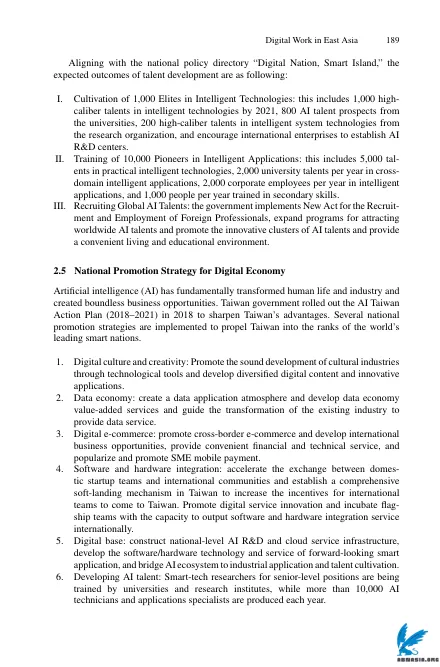 Digital Work in East Asia 189
Aligning with the national policy directory “Digital Nation, Smart Island,” the
expected outcomes of talent development are as following:
I. Cultivation of 1,000 Elites in Intelligent Technologies: this includes 1,000 high-
caliber talents in intelligent technologies by 2021, 800 AI talent prospects from
the universities, 200 high-caliber talents in intelligent system technologies from
the research organization, and encourage international enterprises to establish AI
R&D centers.
II. Training of 10,000 Pioneers in Intelligent Applications: this includes 5,000 tal-
ents in practical intelligent technologies, 2,000 university talents per year in cross-
domain intelligent applications, 2,000 corporate employees per year in intelligent
applications, and 1,000 people per year trained in secondary skills.
III. Recruiting Global AI Talents: the government implements New Act for the Recruit-
ment and Employment of Foreign Professionals, expand programs for attracting
worldwide AI talents and promote the innovative clusters of AI talents and provide
a convenient living and educational environment.
2.5 National Promotion Strategy for Digital Economy
Artificial intelligence (AI) has fundamentally transformed human life and industry and
created boundless business opportunities. Taiwan government rolled out the AI Taiwan
Action Plan (2018–2021) in 2018 to sharpen Taiwan’s advantages. Several national
promotion strategies are implemented to propel Taiwan into the ranks of the world’s
leading smart nations.
1. Digital culture and creativity: Promote the sound development of cultural industries
through technological tools and develop diversified digital content and innovative
applications.
2. Data economy: create a data application atmosphere and develop data economy
value-added services and guide the transformation of the existing industry to
provide data service.
3. Digital e-commerce: promote cross-border e-commerce and develop international
business opportunities, provide convenient financial and technical service, and
popularize and promote SME mobile payment.
4. Software and hardware integration: accelerate the exchange between domes-
tic startup teams and international communities and establish a comprehensive
soft-landing mechanism in Taiwan to increase the incentives for international
teams to come to Taiwan. Promote digital service innovation and incubate flag-
ship teams with the capacity to output software and hardware integration service
internationally.
5. Digital base: construct national-level AI R&D and cloud service infrastructure,
develop the software/hardware technology and service of forward-looking smart
application, and bridge AI ecosystem to industrial application and talent cultivation.
6. Developing AI talent: Smart-tech researchers for senior-level positions are being
trained by universities and research institutes, while more than 10,000 AI
technicians and applications specialists are produced each year.